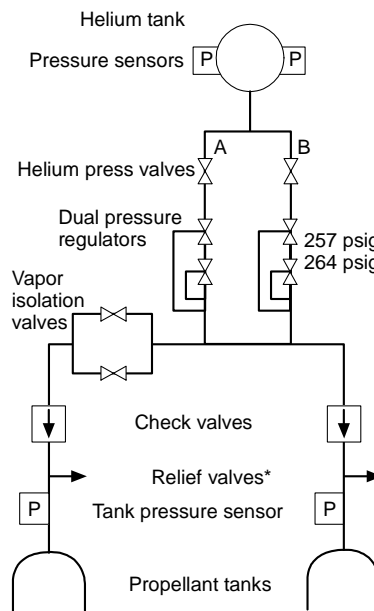 Helium tank
Pressure sensors
P
P
A
B
Helium press valves
Dual pressure
regulators
257 psig
264 psig
Vapor
isolation
valves
Check valves
Relief valves*
P
Tank pressure sensor
P
Propellant tanks